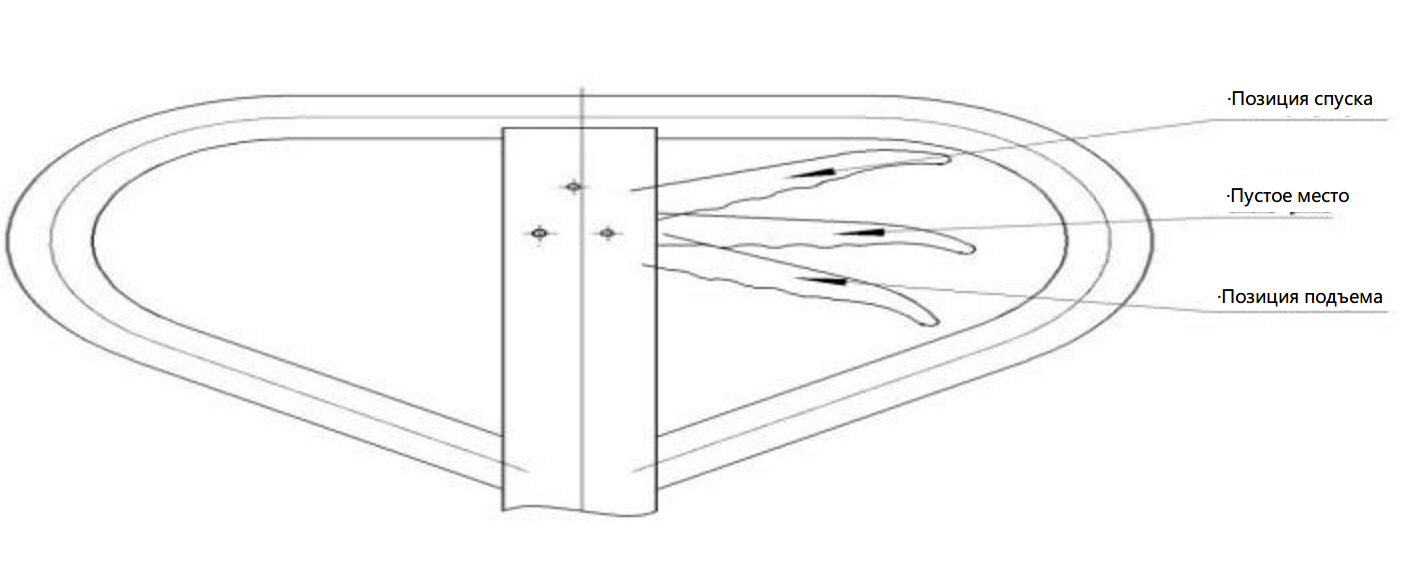 ·Позиция спуска
·Пустое место
·Позиция подъема